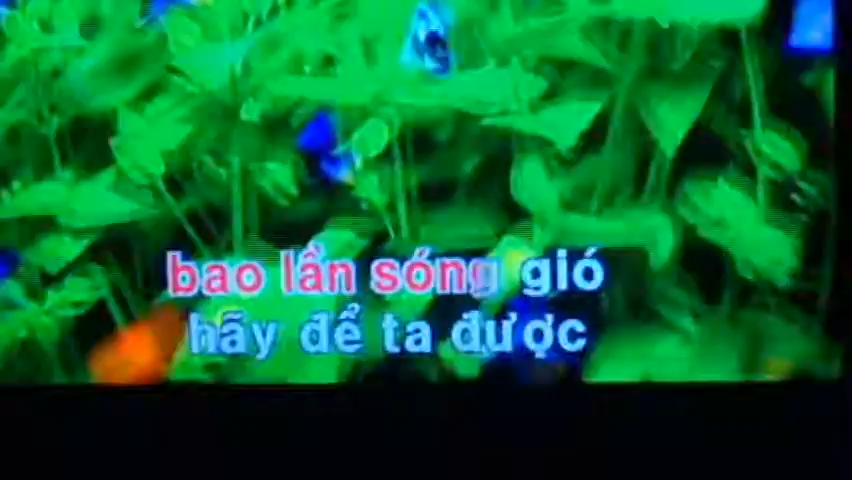 bao lần sóng gió
hãy để ta được